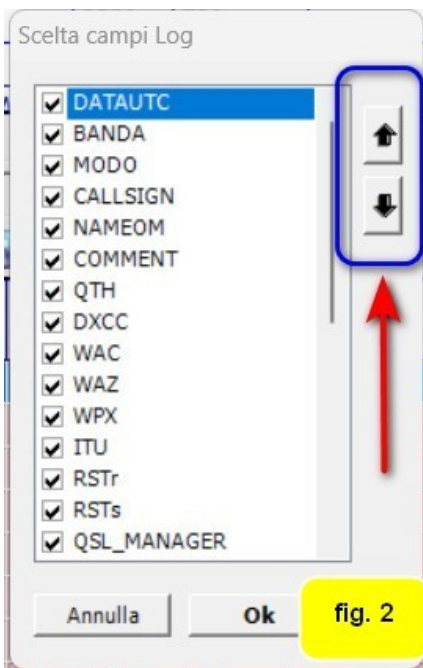 Scelta campi Log
DATAUTC
BANDA
MODO
CALLSIGN
NAMEOM
COMMENT
QTH
DXCC
WAC
WAZ
WPX
ITU
RSTr
RSTs
QSL_MANAGER
Annulla
Ok
fig. 2